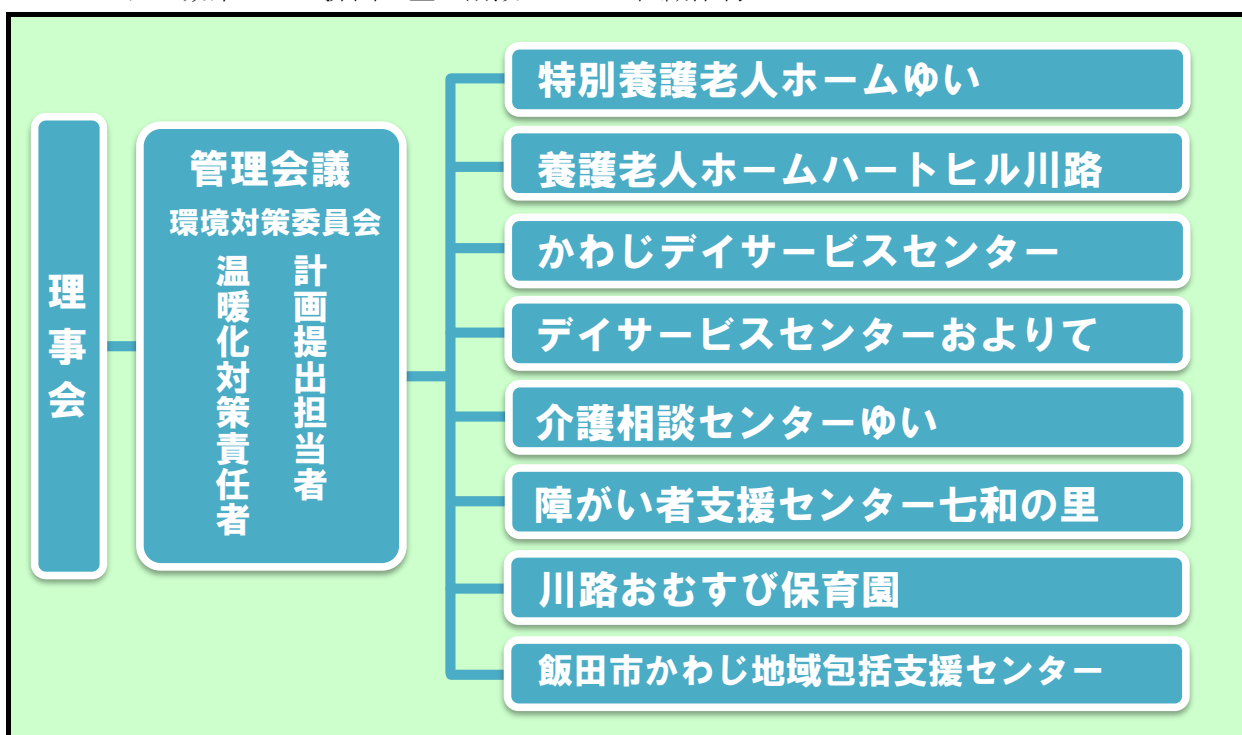 理事会
管理会議
環境対策委員会
計画提出担当者
温暖化対策責任者
特別養護老人ホームゆい
養護老人ホームハートヒル川路
かわじデイサービスセンター
デイサービスセンターおよりて
介護相談センターゆい
障がい者支援センター七和の里
川路おむすび保育園
飯田市かわじ地域包括支援センター